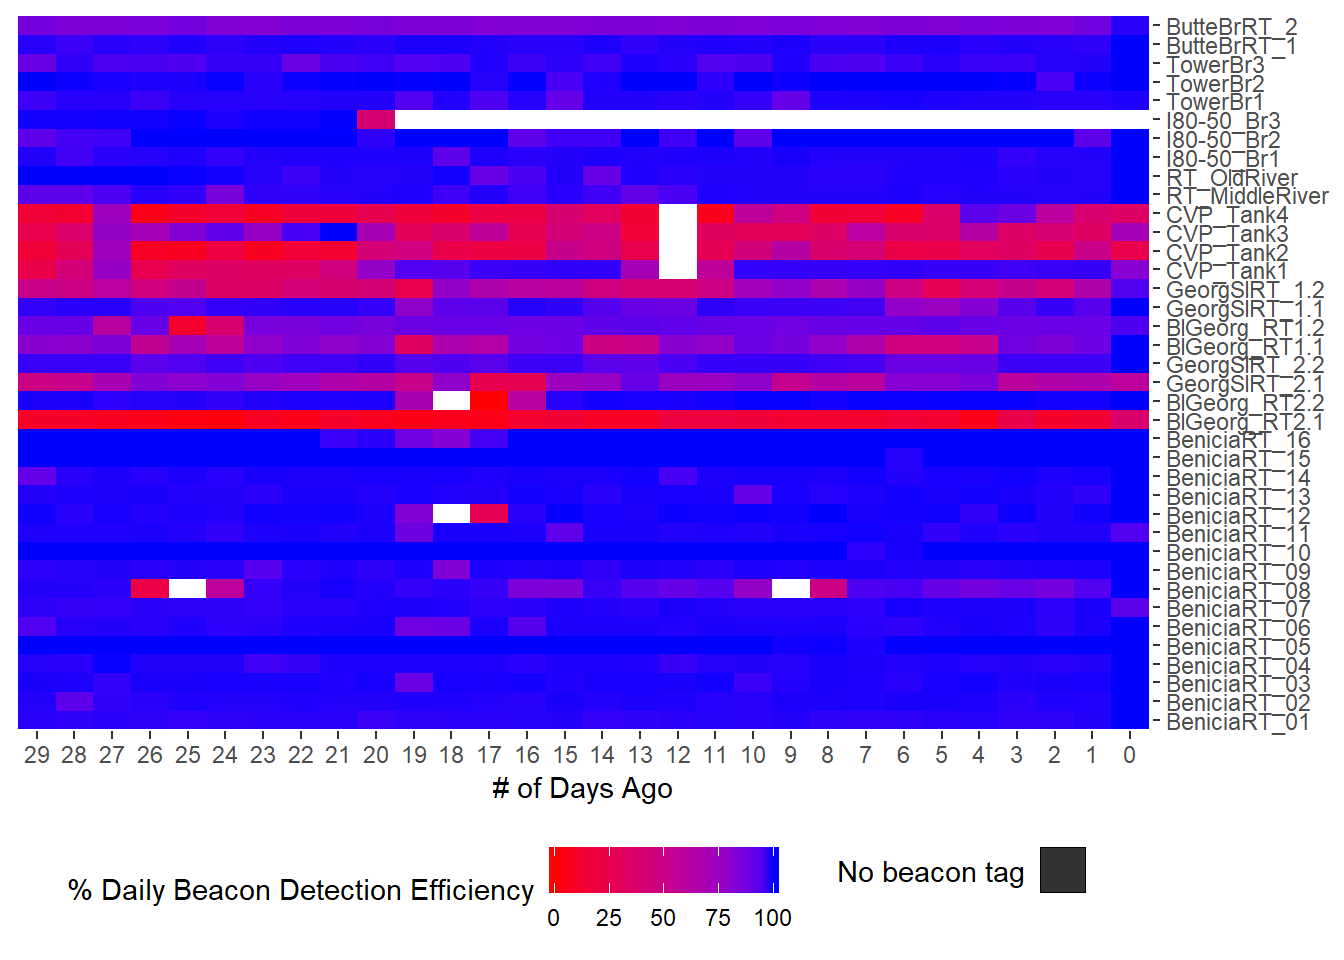 ButteBrRT_2
ButteBrRT_1
TowerBr3
TowerBr2
TowerBr1
I80-50_Br3
I80-50_Br2
I80-50_Br1
RT_OldRiver
RT_MiddleRiver
CVP_Tank4
CVP_Tank3
CVP_Tank2
CVP_Tank1
GeorgSlRT_1.2
GeorgSlRT_1.1
BlGeorg_RT1.2
BlGeorg_RT1.1
GeorgSlRT_2.2
GeorgSlRT_2.1
BlGeorg_RT2.2
BlGeorg_RT2.1
BeniciaRT_16
BeniciaRT_15
BeniciaRT_14
BeniciaRT_13
BeniciaRT_12
BeniciaRT_11
BeniciaRT_10
BeniciaRT_09
BeniciaRT_08
BeniciaRT_07
BeniciaRT_06
BeniciaRT_05
BeniciaRT_04
BeniciaRT_03
BeniciaRT_02
BeniciaRT_01
29 28 27 26 25 24 23 22 21 20 19 18 17 16 15 14 13 12 11 10 9 8 7 6 5 4 3 2 1 0
# of Days Ago
% Daily Beacon Detection Efficiency
0 25 50 75 100
No beacon tag